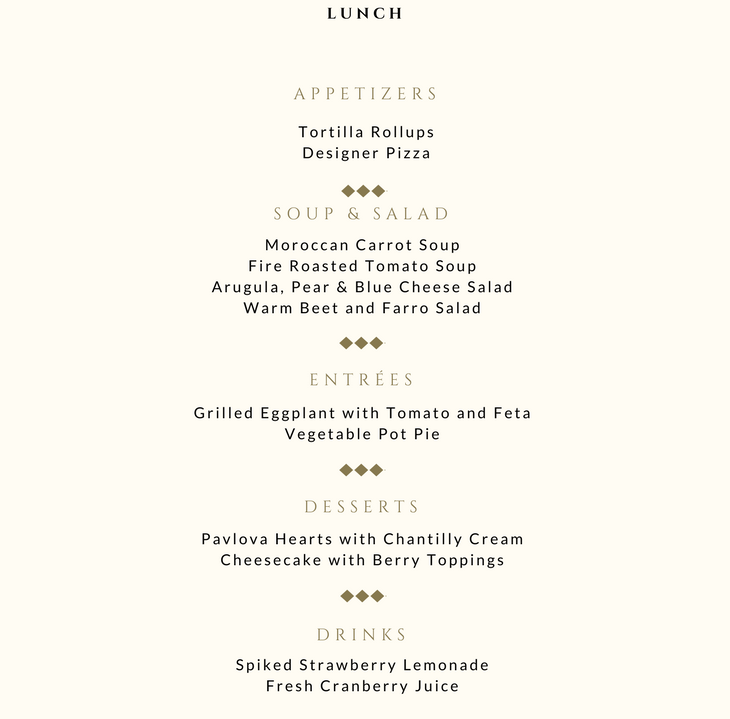 LUNCH
APPETIZERS
Tortilla Rollups
Designer Pizza
SOUP & SALAD
Moroccan Carrot Soup
Fire Roasted Tomato Soup
Arugula, Pear & Blue Cheese Salad
Warm Beet and Farro Salad
ENTRÉES
Grilled Eggplant with Tomato and Feta
Vegetable Pot Pie
DESSERTS
Pavlova Hearts with Chantilly Cream
Cheesecake with Berry Toppings
DRINKS
Spiked Strawberry Lemonade
Fresh Cranberry Juice